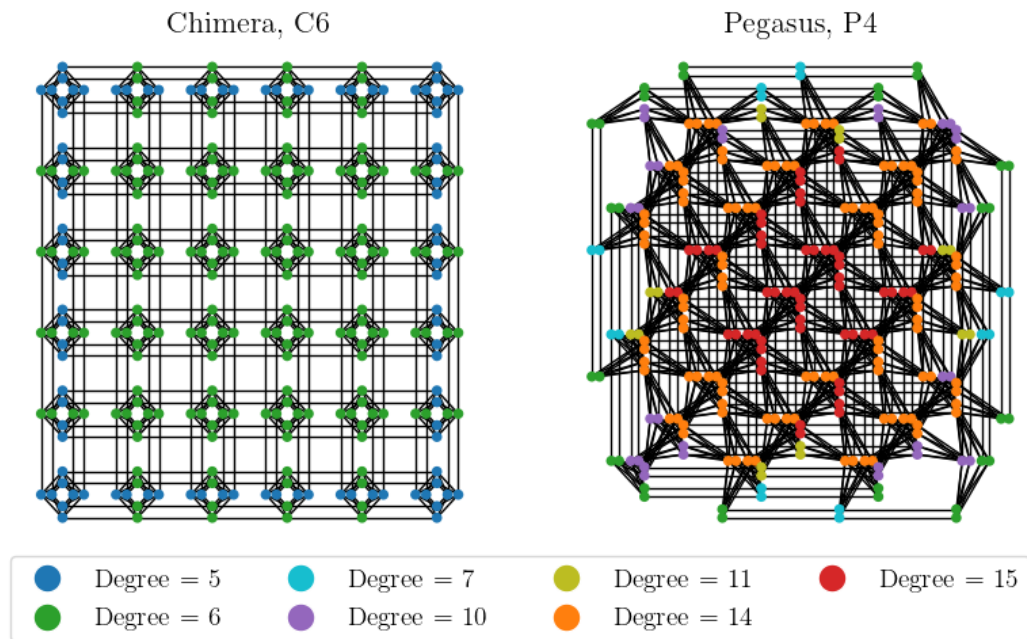 Chimera, C6
Pegasus, P4
Degree = 5
Degree = 7
Degree = 11
Degree = 15
Degree = 6
Degree = 10
Degree = 14